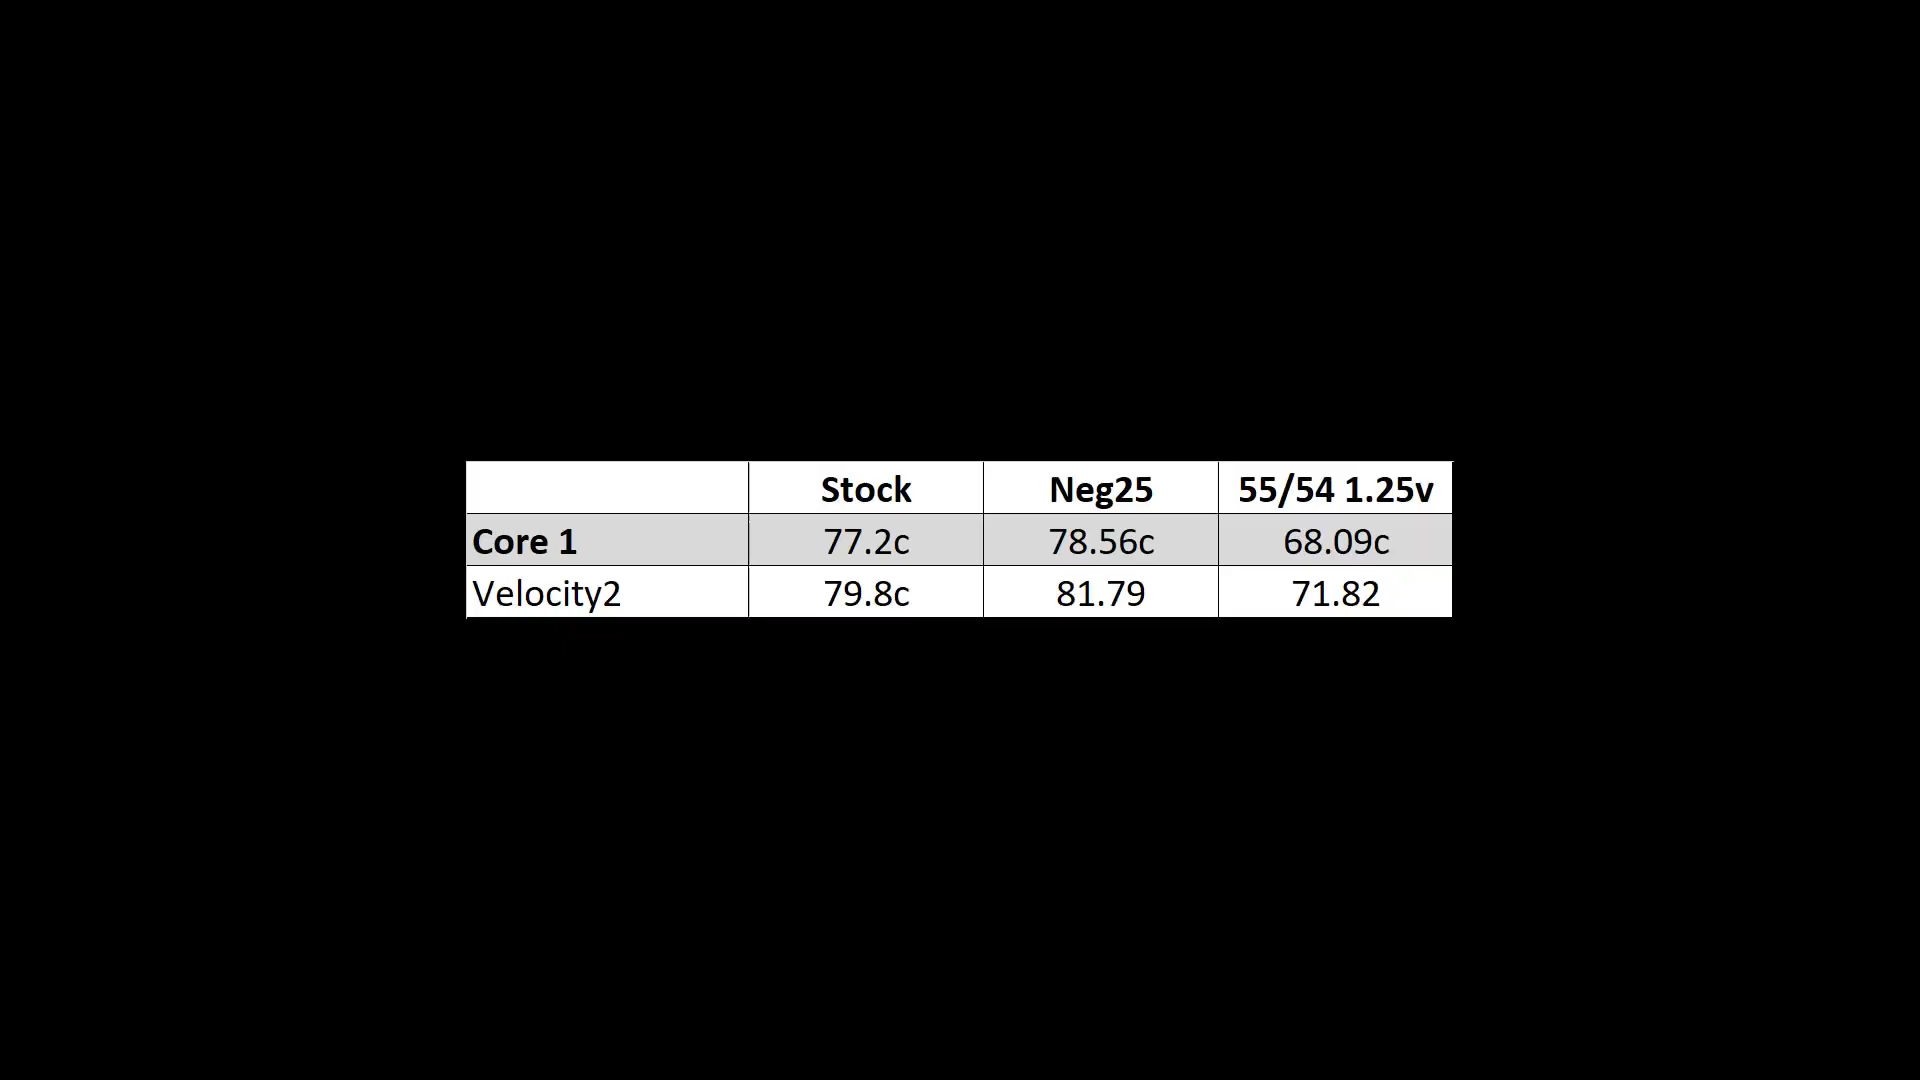 Stock Neg25 55/54 1.25v
Core 1 77.2c 78.56c 68.09c
Velocity2 79.8c 81.79 71.82